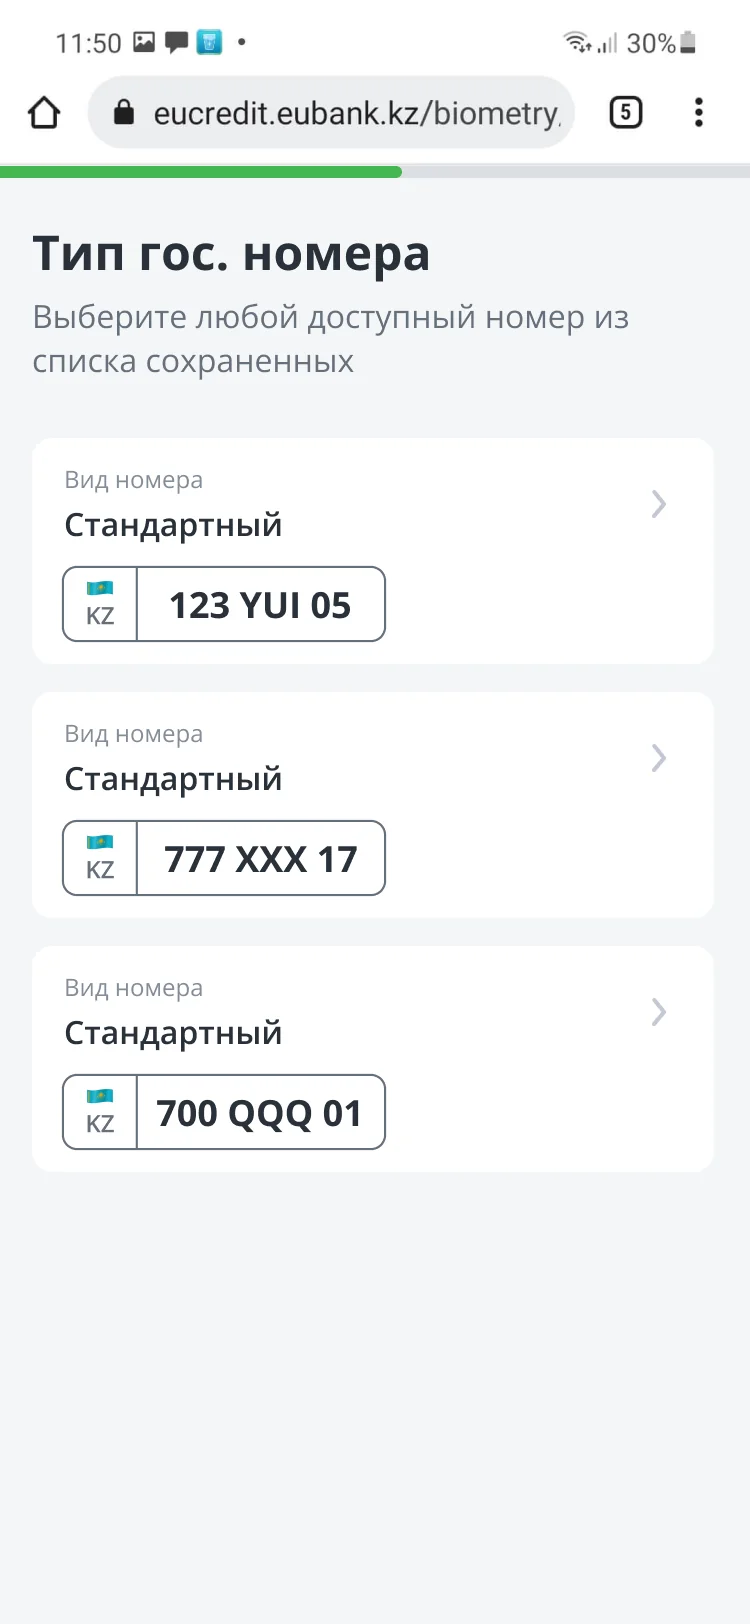 11:50
30%
eucredit.eubank.kz/biometry
5
Тип гос. номера
Выберите любой доступный номер из
списка сохраненных
Вид номера
Стандартный
KZ
123 YUI 05
Вид номера
Стандартный
KZ
777 XXX 17
Вид номера
Стандартный
KZ
700 QQQ 01